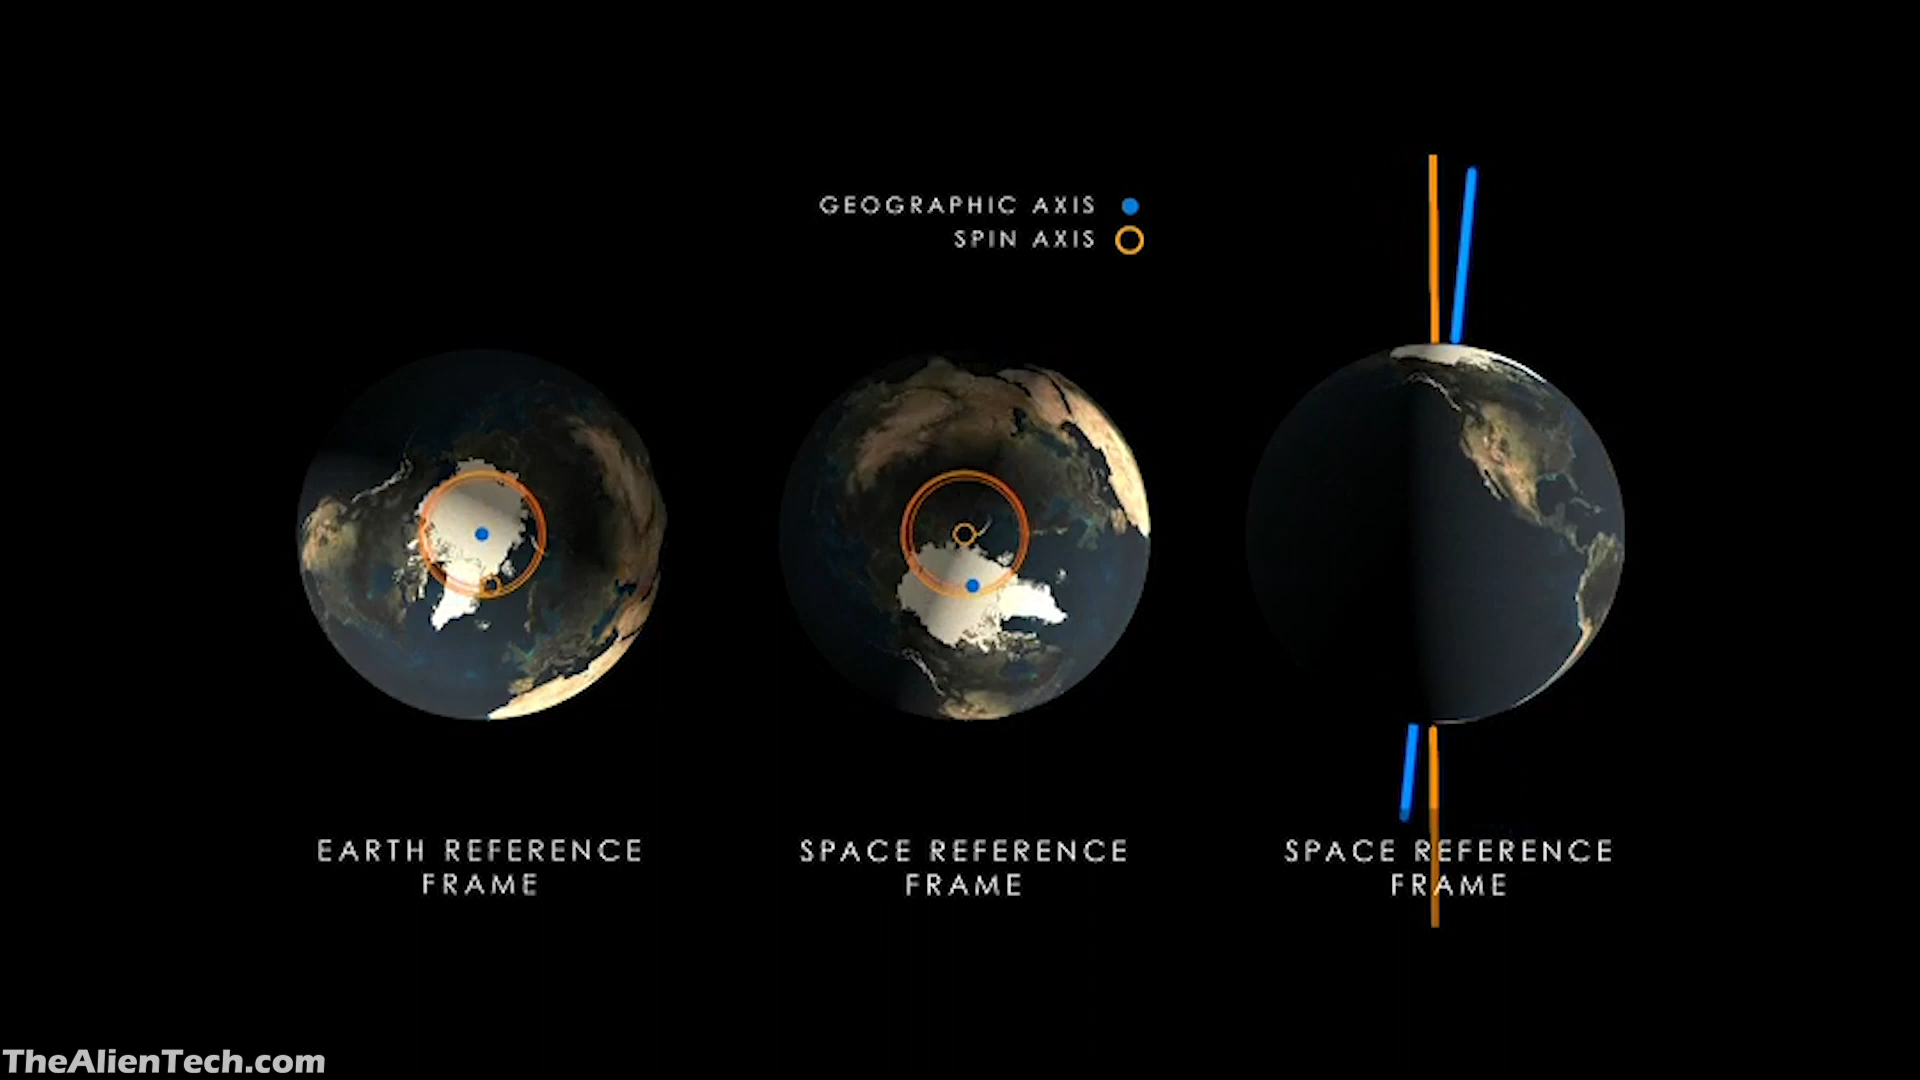 GEOGRAPHIC AXIS
SPIN AXIS
EARTH REFERENCE
FRAME
SPACE REFERENCE
FRAME
SPACE REFERENCE
FRAME
TheAlienTech.com